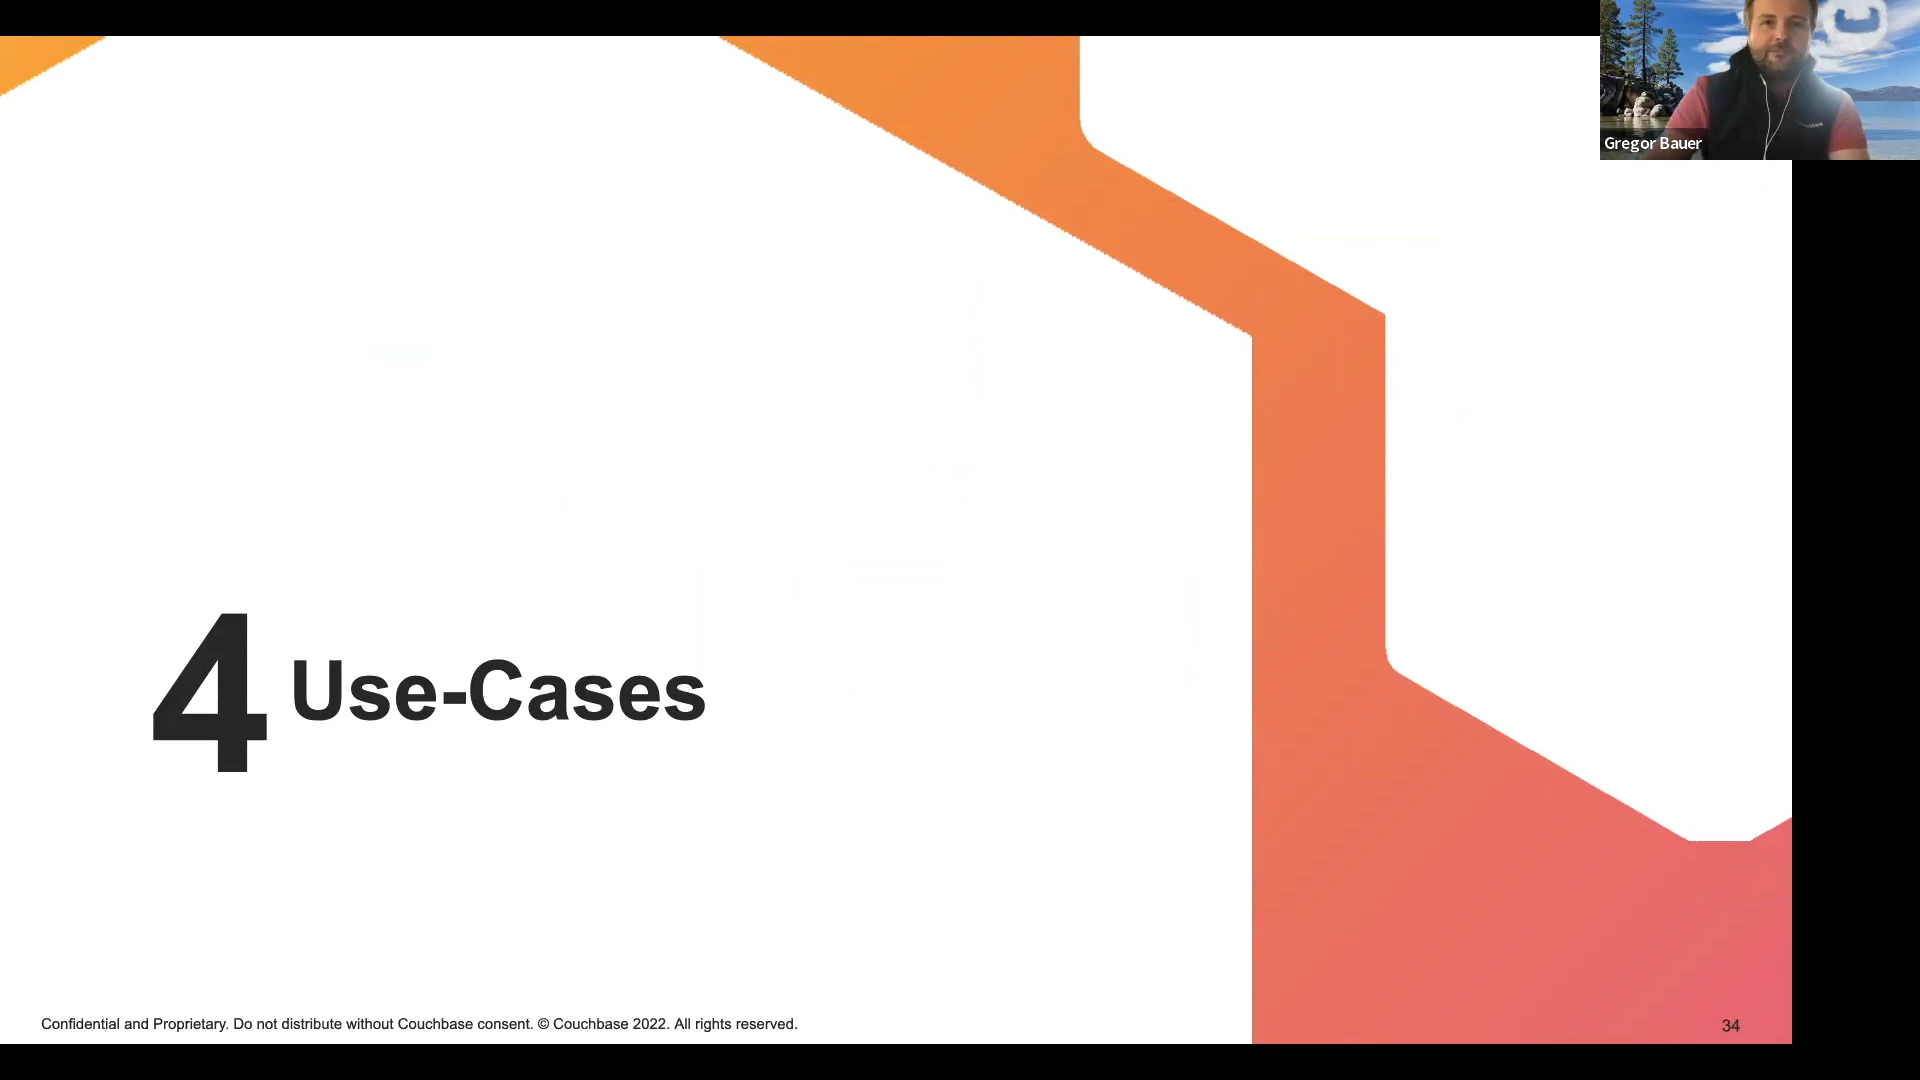 Gregor Bauer
4 Use-Cases
Confidential and Proprietary. Do not distribute without Couchbase consent. © Couchbase 2022. All rights reserved.
34